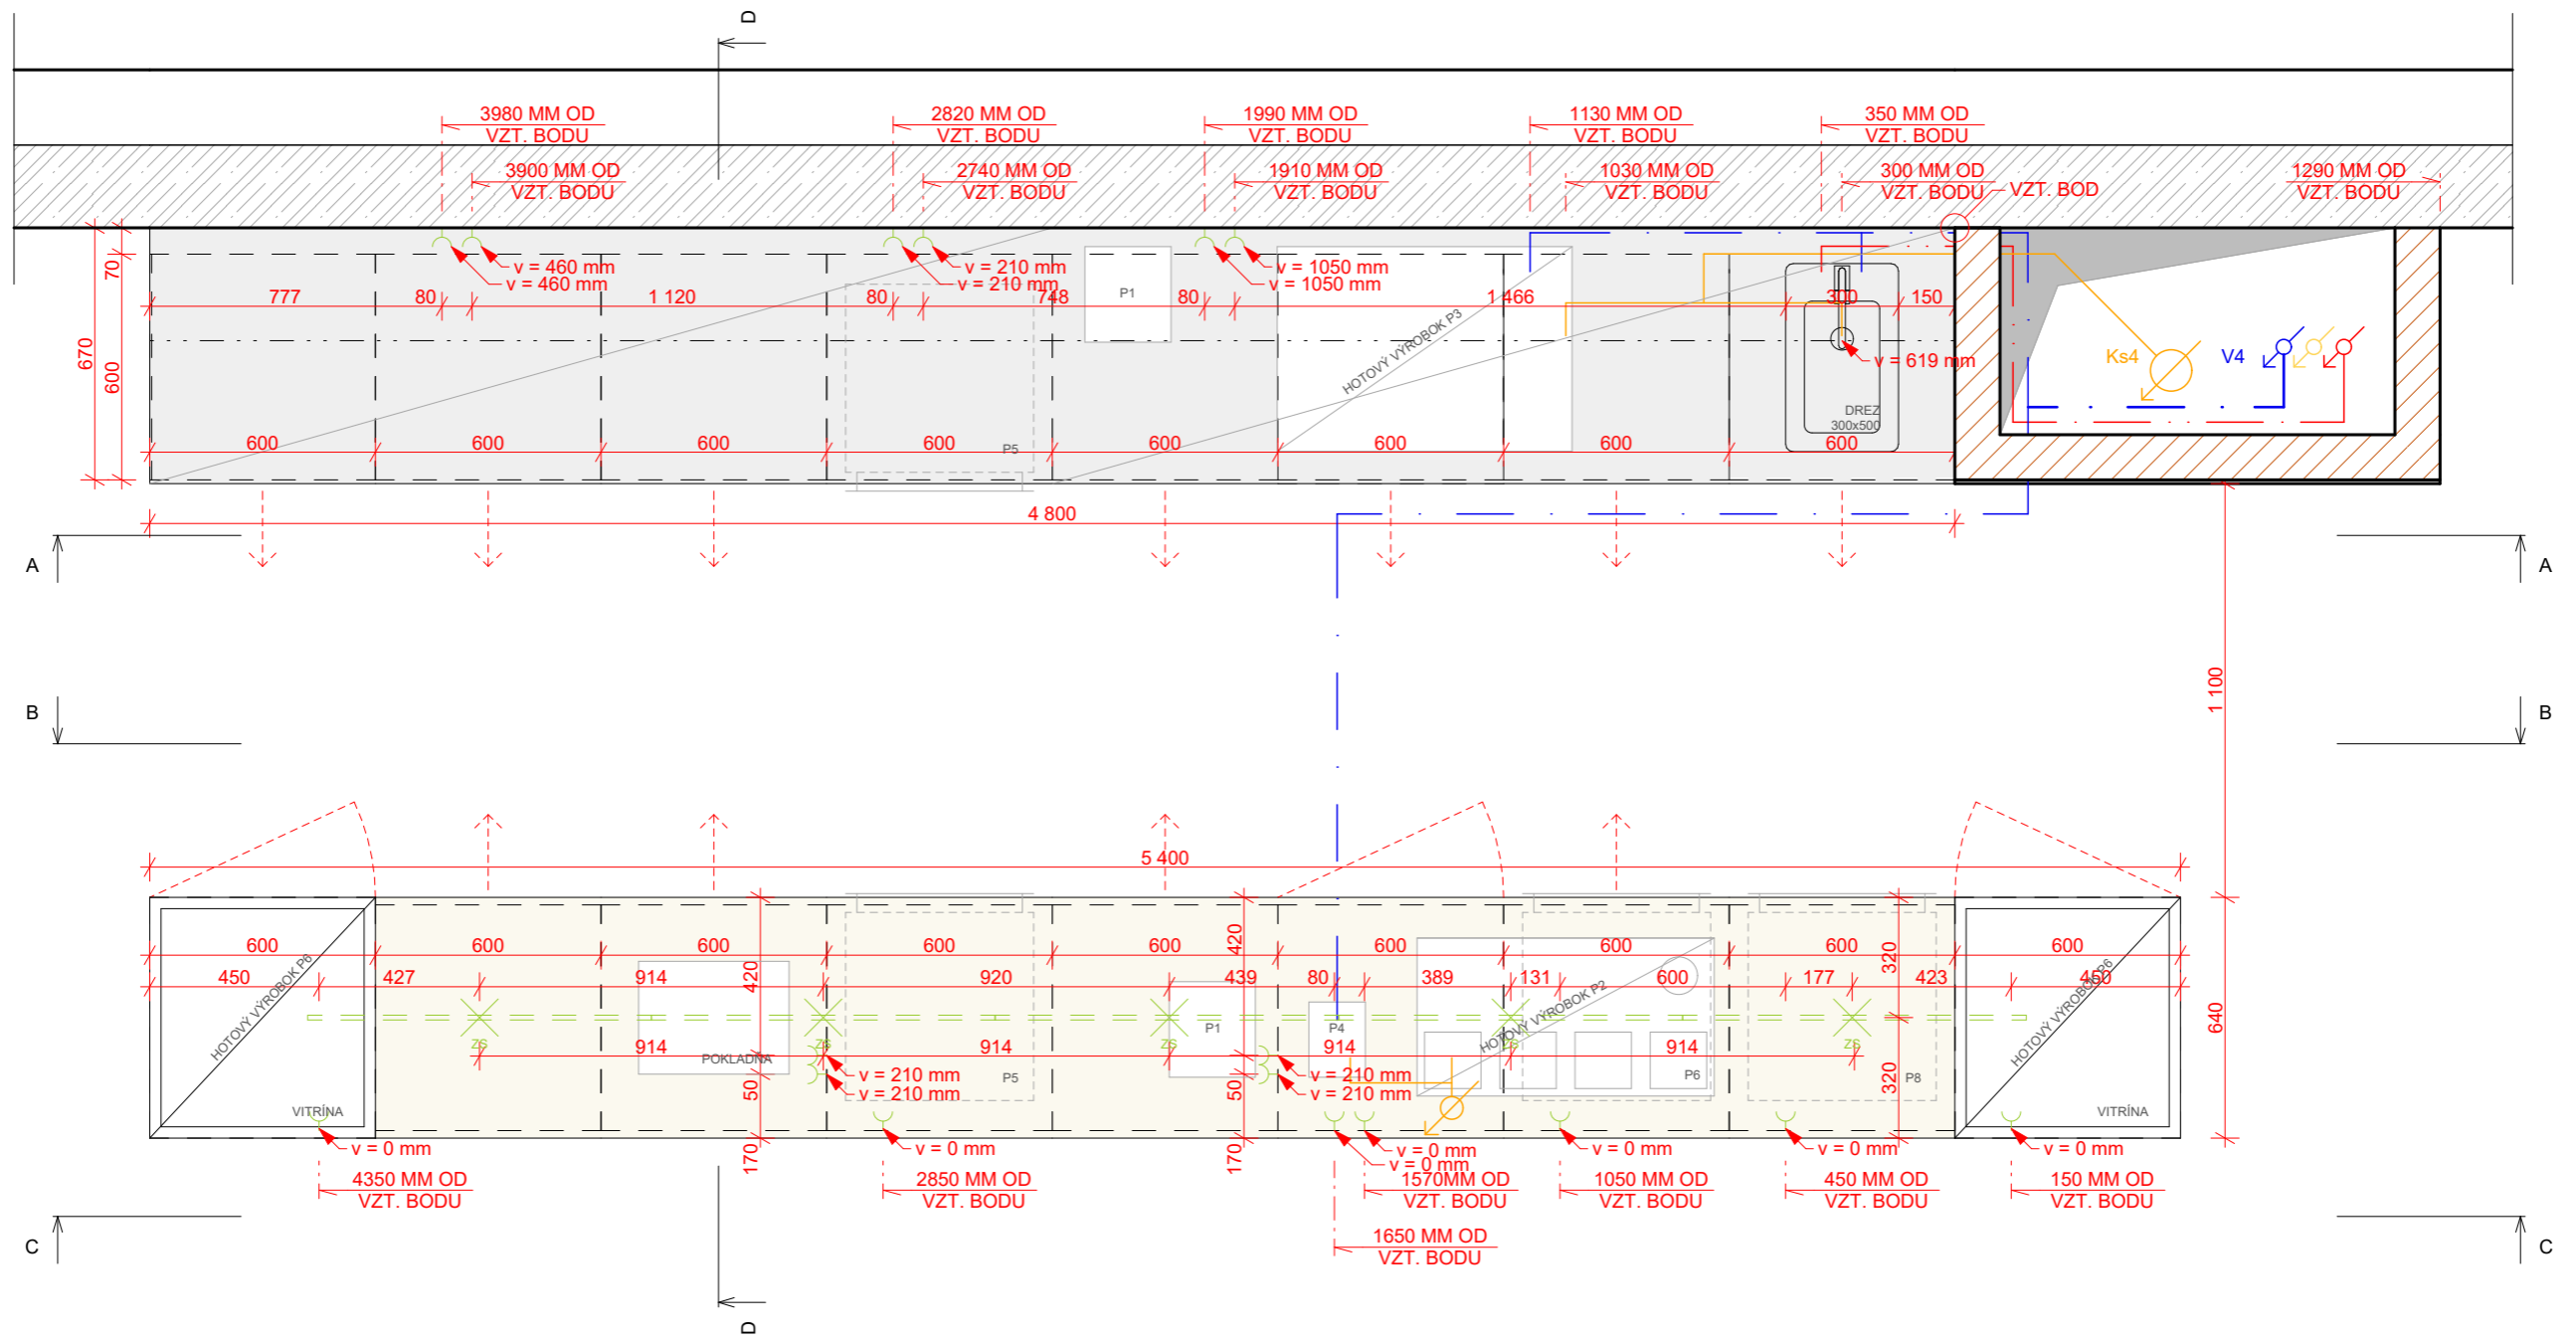 D
3980 MM OD
VZT. BODU
2820 MM OD
VZT. BODU
1990 MM OD
VZT. BODU
1130 MM OD
VZT. BODU
350 MM OD
VZT. BODU
3900 MM OD
VZT. BODU
2740 MM OD
VZT. BODU
1910 MM OD
VZT. BODU
1030 MM OD
VZT. BODU
300 MM OD
VZT. BODU
VZT. BOD
1290 MM OD
VZT. BODU
70
v = 460 mm
v = 460 mm
v = 210 mm
v = 210 mm
v = 1050 mm
v = 1050 mm
P1
777
80
1 120
80
748
80
1 466
300
150
670
600
HOTOVÝ VÝROBOK P3
v = 619 mm
Ks4
V4
DREZ
300x500
600
600
600
600
600
600
600
600
P5
4 800
A
A
1 100
B
B
5 400
600
600
600
600
600
600
600
600
600
420
420
320
450
427
914
920
439
80
389
131
600
177
423
450
HOTOVÝ VÝROBOK P6
HOTOVÝ VÝROBOK P2
HOTOVÝ VÝROBOK P6
640
P1
P4
ZS
ZS
ZS
ZS
914
914
914
914
POKLADŇA
P5
P6
P8
50
50
320
v = 210 mm
v = 210 mm
v = 210 mm
v = 210 mm
VITRÍNA
VITRÍNA
170
170
v = 0 mm
v = 0 mm
v = 0 mm
v = 0 mm
v = 0 mm
v = 0 mm
v = 0 mm
4350 MM OD
VZT. BODU
2850 MM OD
VZT. BODU
1570MM OD
VZT. BODU
1050 MM OD
VZT. BODU
450 MM OD
VZT. BODU
150 MM OD
VZT. BODU
1650 MM OD
VZT. BODU
C
C
D